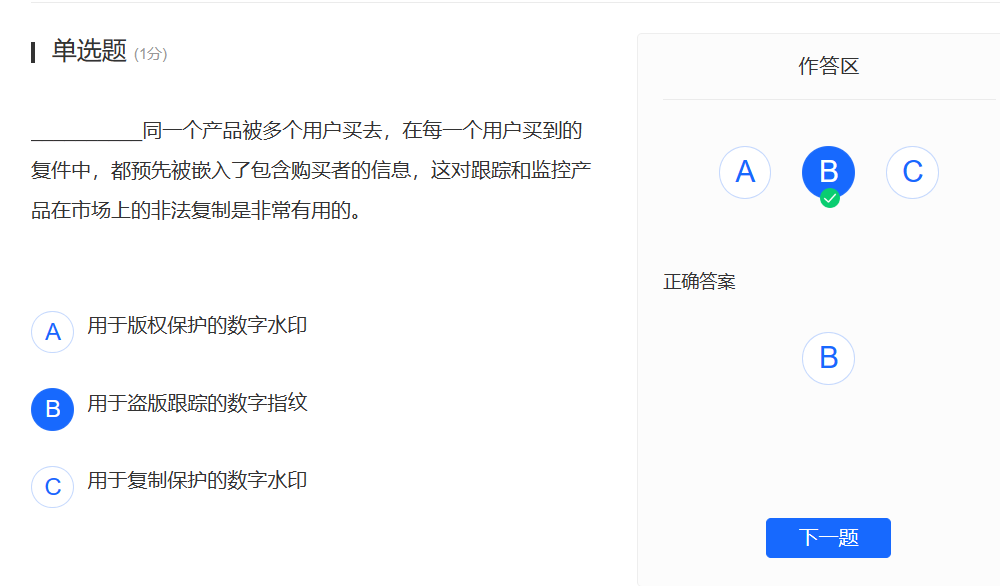 单选题 (1分)
___________同一个产品被多个用户买去，在每一个用户买到的
复件中，都预先被嵌入了包含购买者的信息，这对跟踪和监控产
品在市场上的非法复制是非常有用的。
A 用于版权保护的数字水印
B 用于盗版跟踪的数字指纹
C 用于复制保护的数字水印
作答区
A B C
正确答案
B
下一题